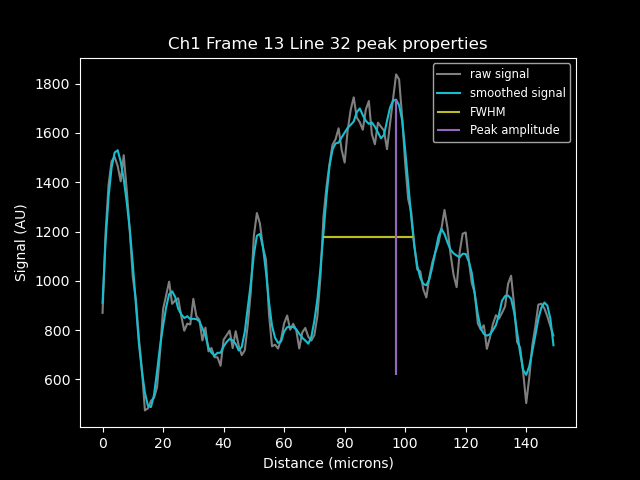 Ch1 Frame 13 Line 32 peak properties
raw signal
smoothed signal
FWHM
Peak amplitude
Signal (AU)
1800
1600
1400
1200
1000
800
600
0 20 40 60 80 100 120 140
Distance (microns)